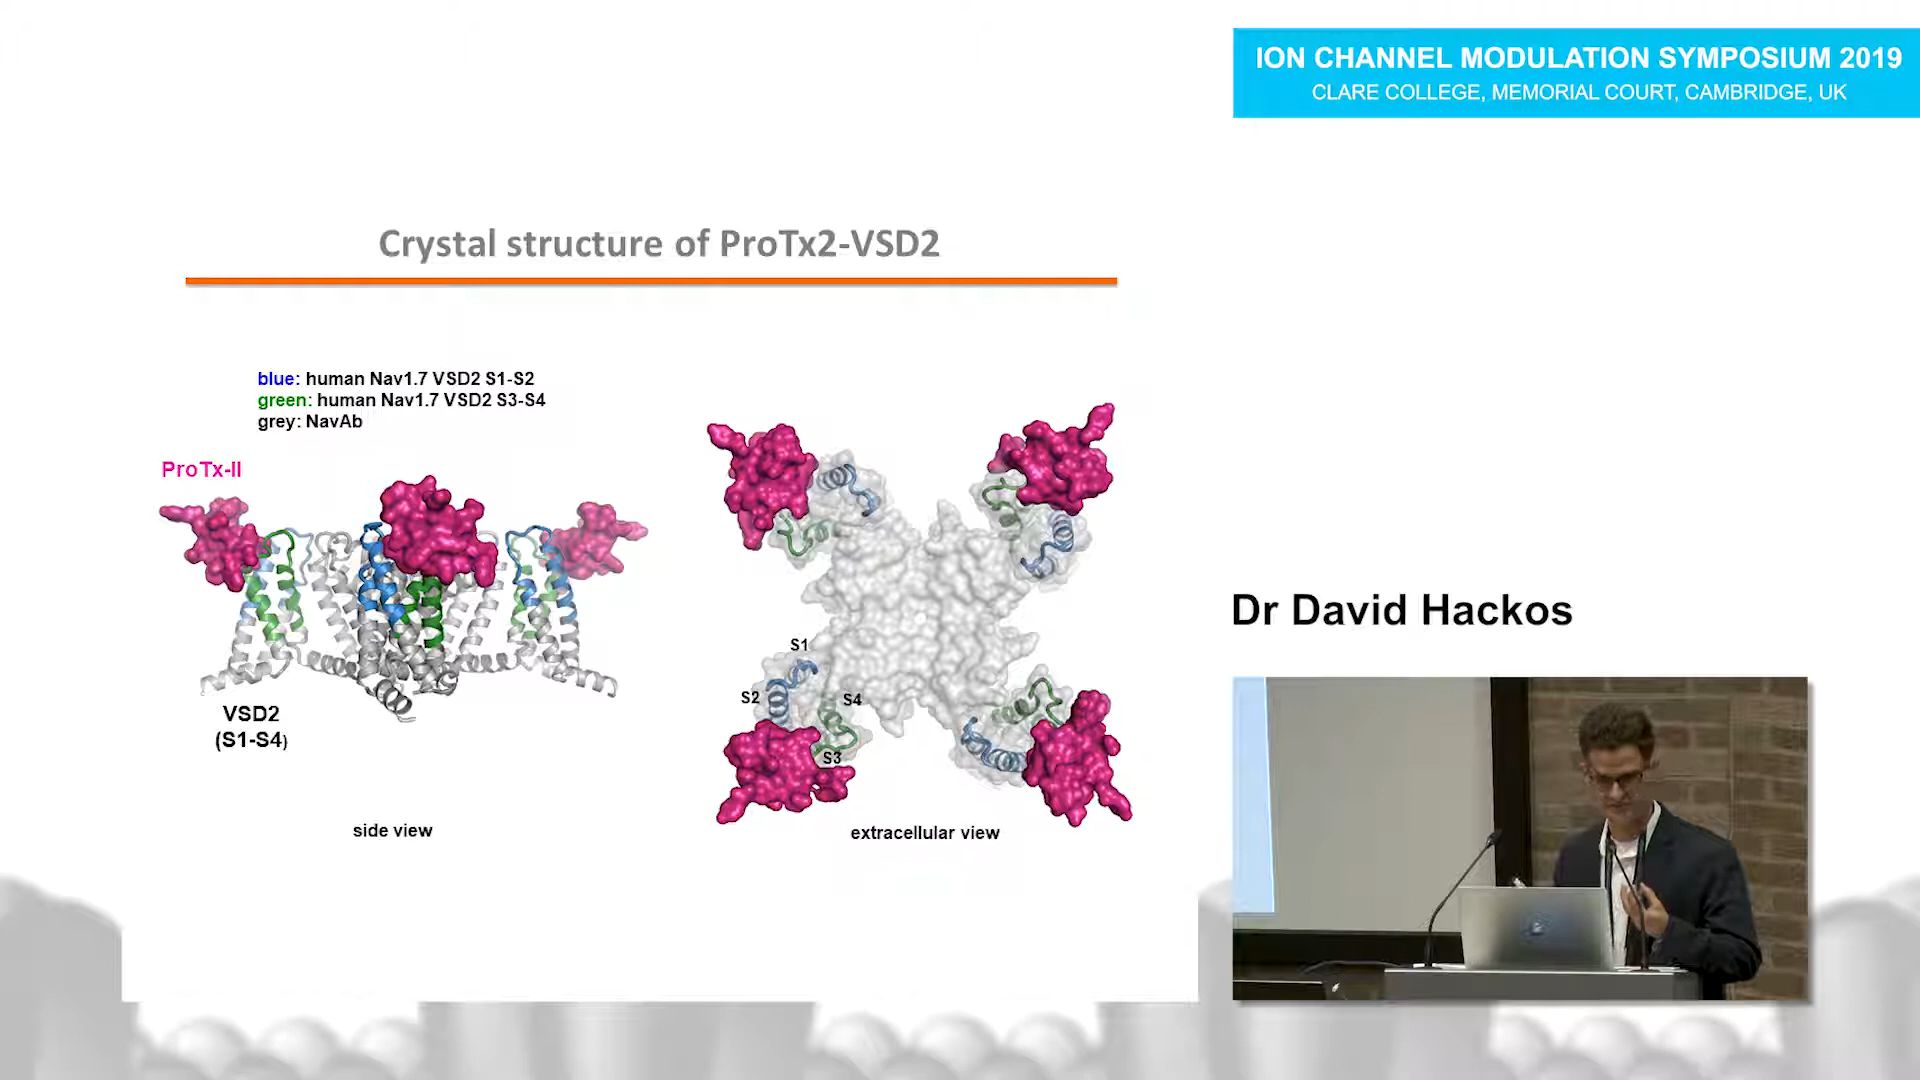 ION CHANNEL MODULATION SYMPOSIUM 2019
CLARE COLLEGE, MEMORIAL COURT, CAMBRIDGE, UK
Crystal structure of ProTx2-VSD2
blue: human Nav1.7 VSD2 S1-S2
green: human Nav1.7 VSD2 S3-S4
grey: NavAb
ProTx-II
VSD2
(S1-S4)
side view
S1
S2
S4
S3
extracellular view
Dr David Hackos